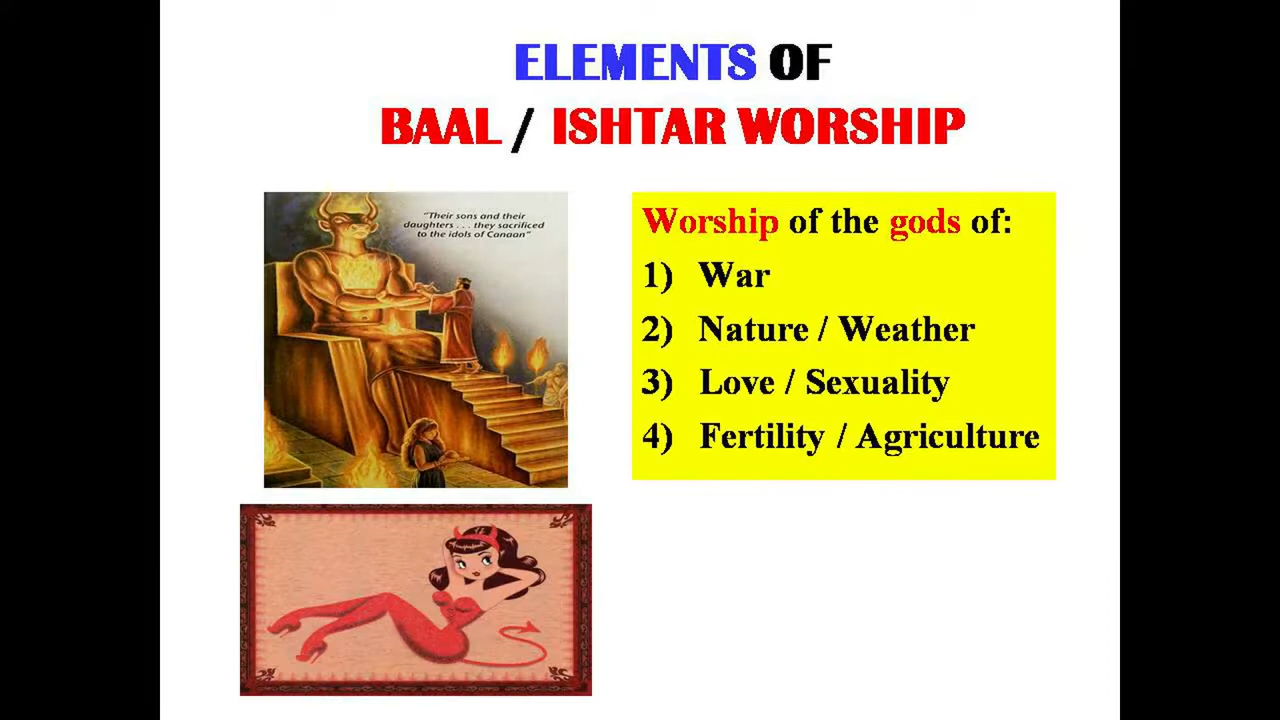 ELEMENTS OF
BAAL / ISHTAR WORSHIP
"Their sons and their
daughters . . . they sacrificed
to the idols of Canaan"
Worship of the gods of:
1) War
2) Nature / Weather
3) Love / Sexuality
4) Fertility / Agriculture